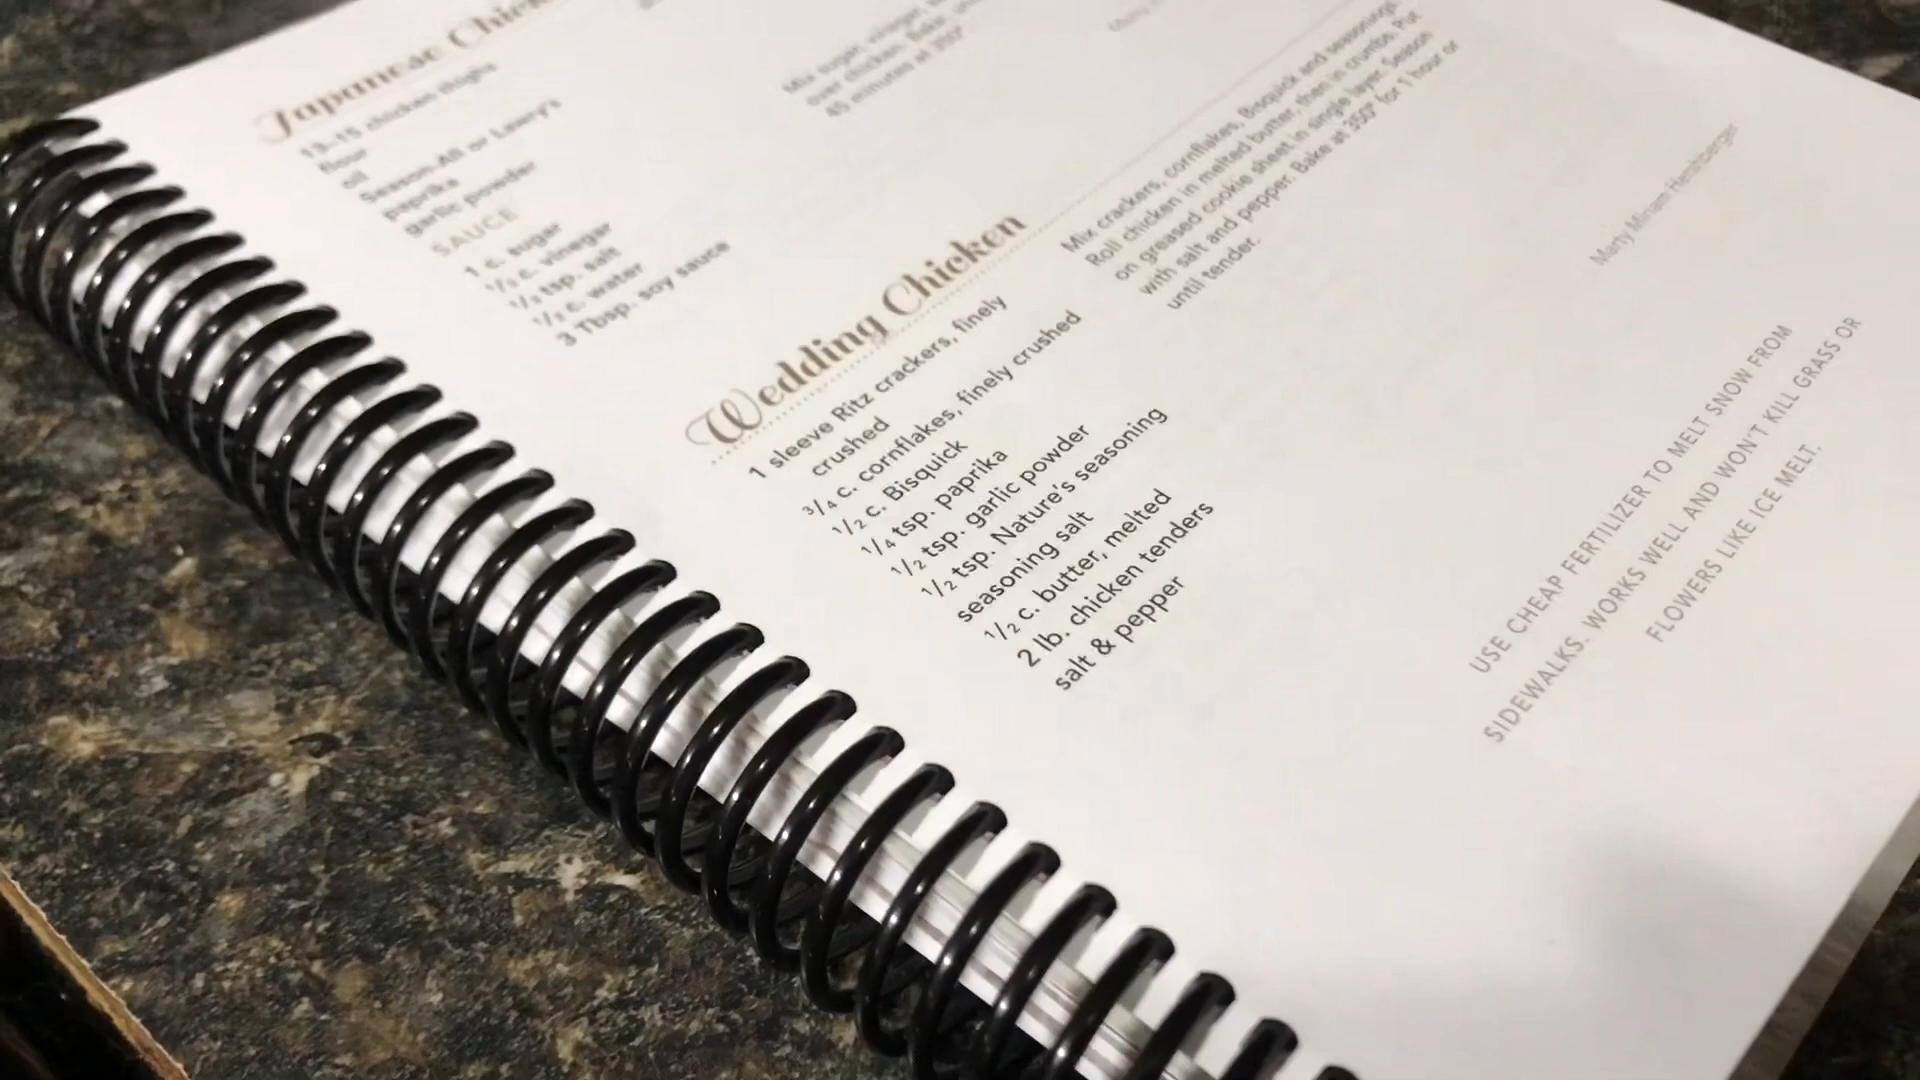 Japanese Chicken
13-15 chicken thighs
flour
oil
Season-All or Lawry's
paprika
garlic powder
SAUCE
1 c. sugar
1/2 c. vinegar
1/2 tsp. salt
1/2 c. water
3 Tbsp. soy sauce
Mix sugar, vinegar,
over chicken. Bake
45 minutes at 350°
Wedding Chicken
1 sleeve Ritz crackers, finely
crushed
3/4 c. cornflakes, finely crushed
1/2 c. Bisquick
1/4 tsp. paprika
1/2 tsp. garlic powder
1/2 tsp. Nature's seasoning
seasoning salt
1/2 c. butter, melted
2 lb. chicken tenders
salt & pepper
Mix crackers, cornflakes, Bisquick and seasonings.
Roll chicken in melted butter, then in crumbs. Put
on greased cookie sheet in single layer. Season
with salt and pepper. Bake at 350° for 1 hour or
until tender.
Marty Miriam Hershberger
USE CHEAP FERTILIZER TO MELT SNOW FROM
SIDEWALKS. WORKS WELL AND WON'T KILL GRASS OR
FLOWERS LIKE ICE MELT.